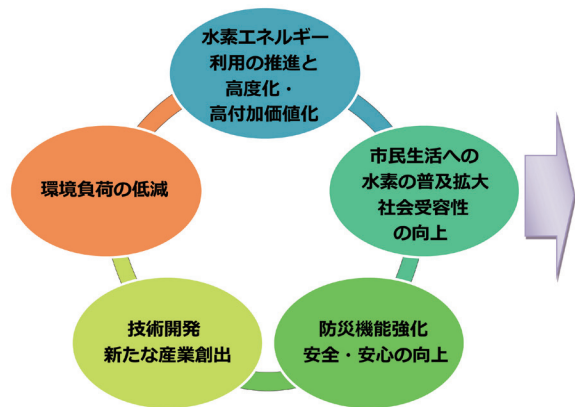 水素エネルギー
利用の推進と
高度化・
高付加価値化
市民生活への
水素の普及拡大
社会受容性
の向上
防災機能強化
安全・安心の向上
技術開発
新たな産業創出
環境負荷の低減